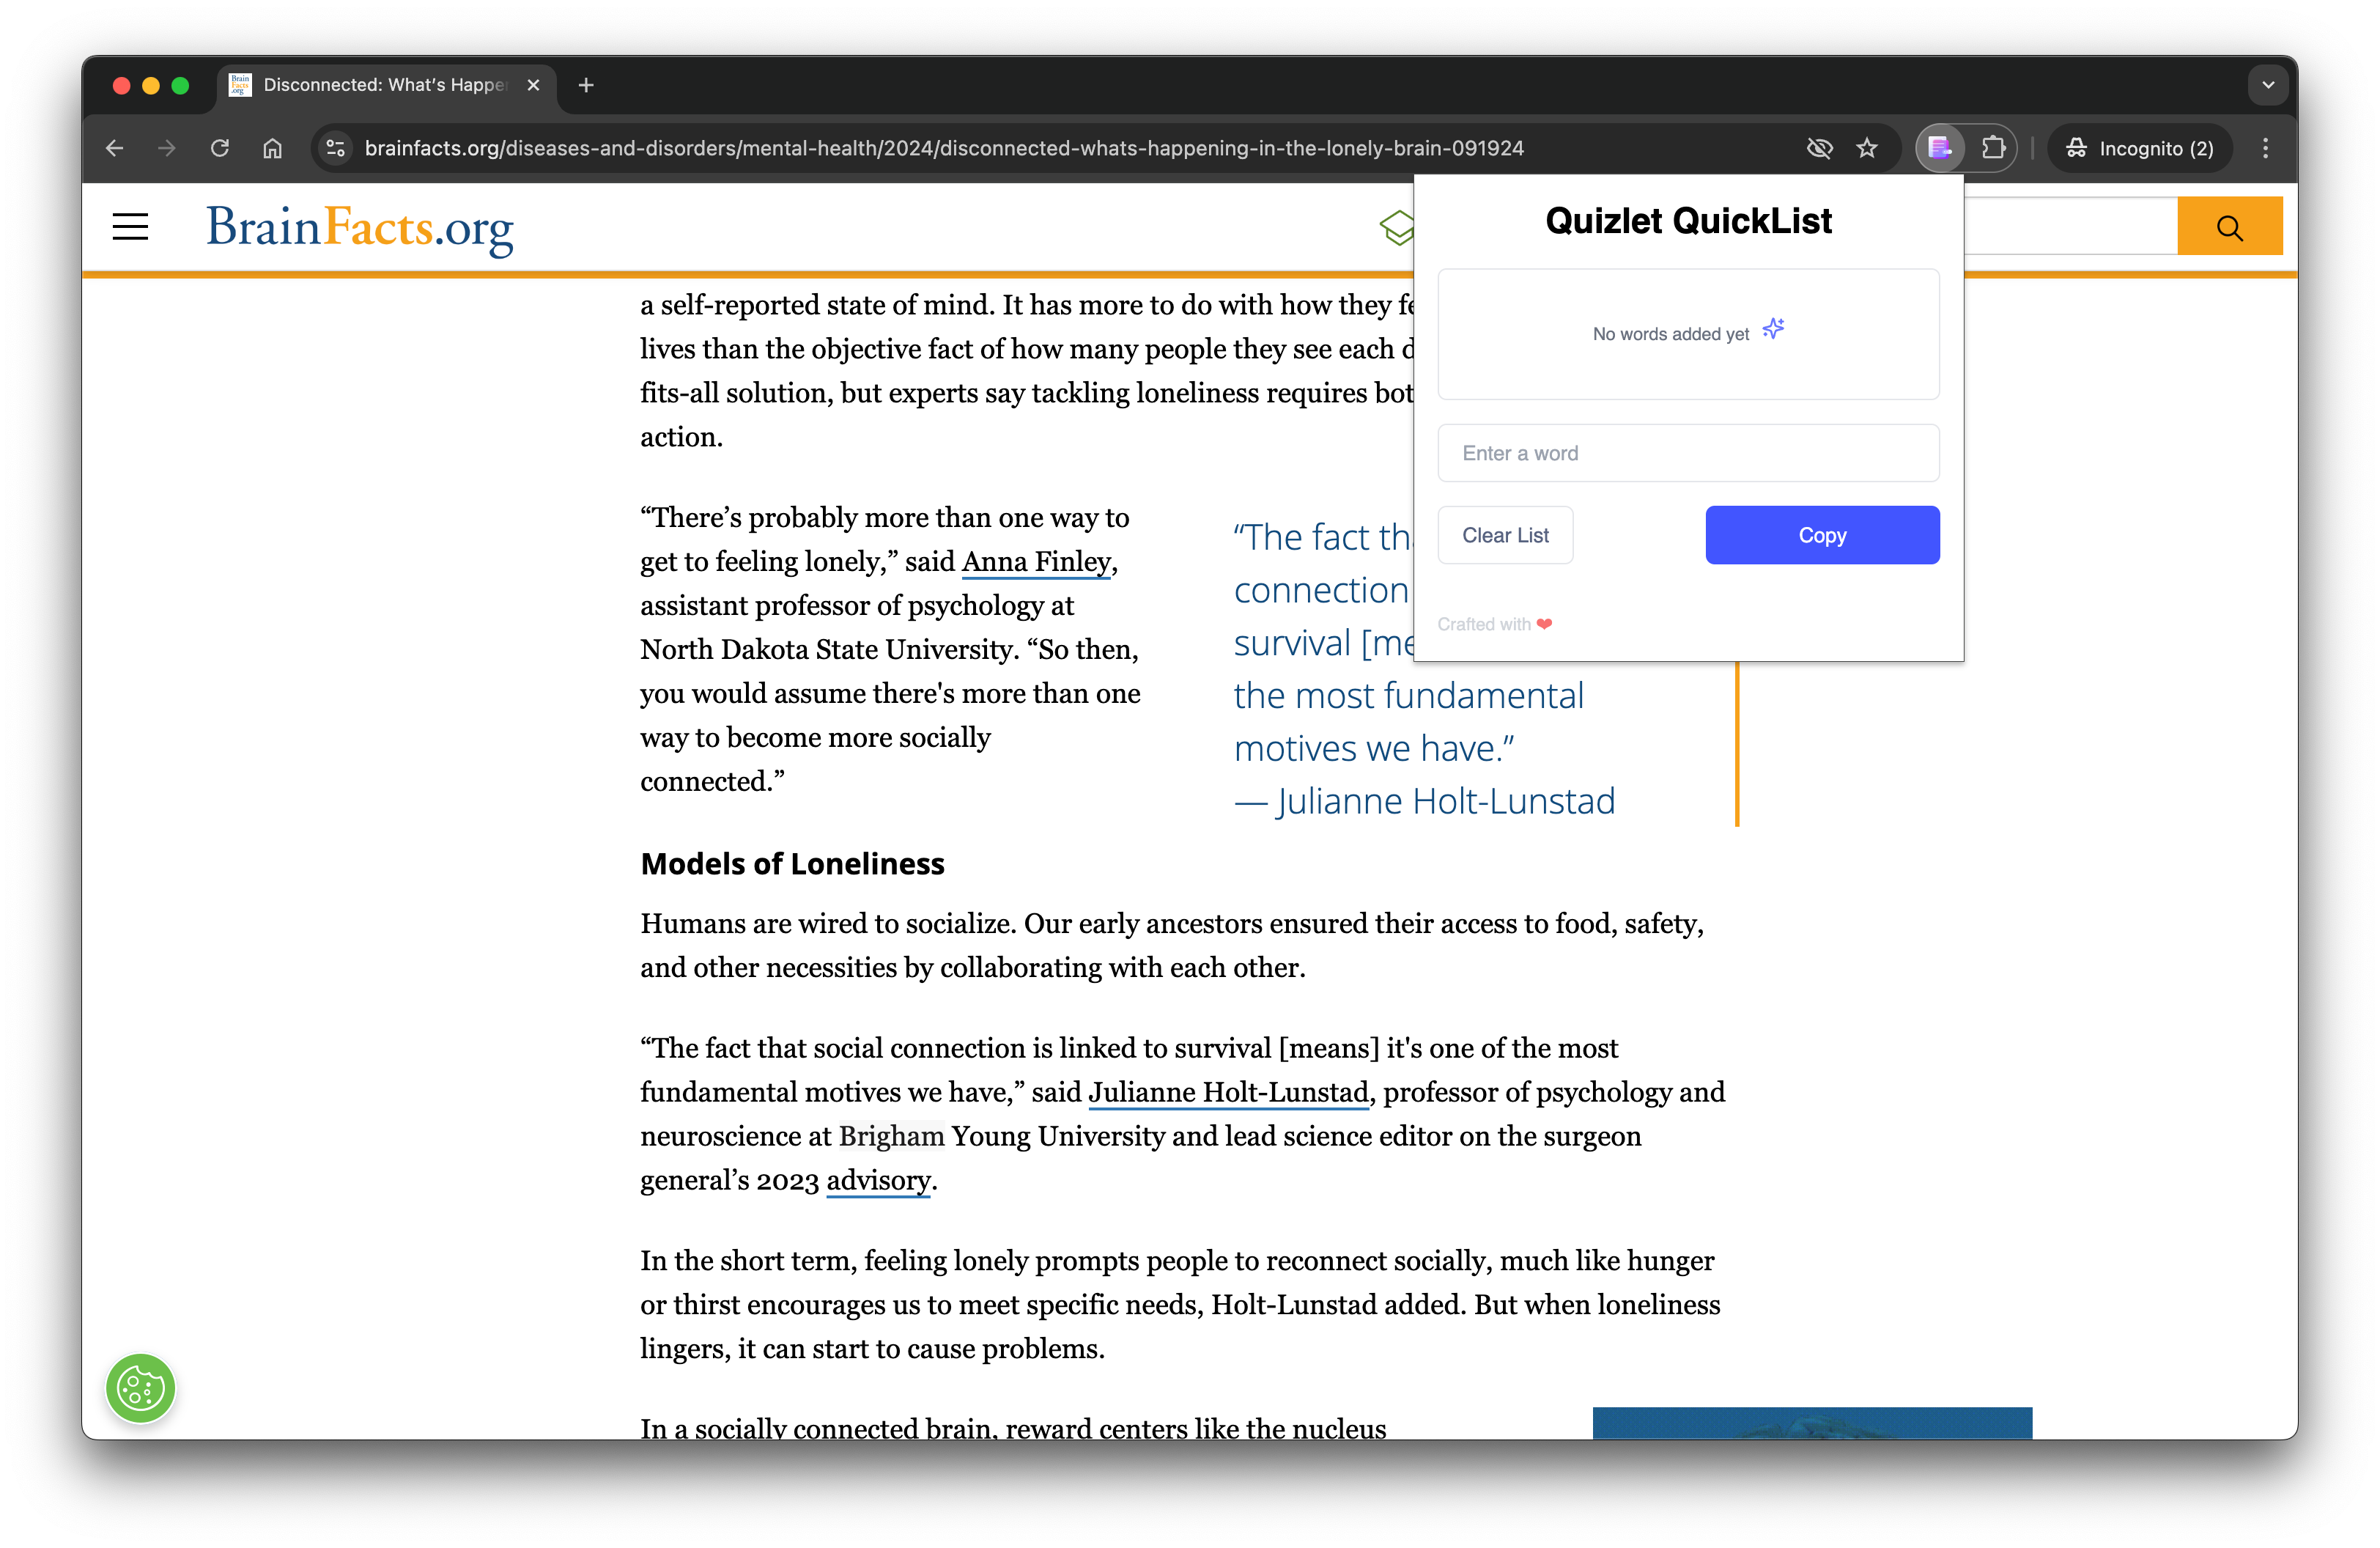 Disconnected: What's Happe
brainfacts.org/diseases-and-disorders/mental-health/2024/disconnected-whats-happening-in-the-lonely-brain-091924
Incognito (2)
BrainFacts.org
Quizlet QuickList
No words added yet
Enter a word
Clear List
Copy
Crafted with ❤
a self-reported state of mind. It has more to do with how they fe
lives than the objective fact of how many people they see each d
fits-all solution, but experts say tackling loneliness requires bot
action.
“There’s probably more than one way to
get to feeling lonely,” said Anna Finley,
assistant professor of psychology at
North Dakota State University. “So then,
you would assume there's more than one
way to become more socially
connected.”
“The fact th
connection
survival [me
the most fundamental
motives we have.”
— Julianne Holt-Lunstad
Models of Loneliness
Humans are wired to socialize. Our early ancestors ensured their access to food, safety,
and other necessities by collaborating with each other.
“The fact that social connection is linked to survival [means] it's one of the most
fundamental motives we have,” said Julianne Holt-Lunstad, professor of psychology and
neuroscience at Brigham Young University and lead science editor on the surgeon
general’s 2023 advisory.
In the short term, feeling lonely prompts people to reconnect socially, much like hunger
or thirst encourages us to meet specific needs, Holt-Lunstad added. But when loneliness
lingers, it can start to cause problems.
In a socially connected brain, reward centers like the nucleus